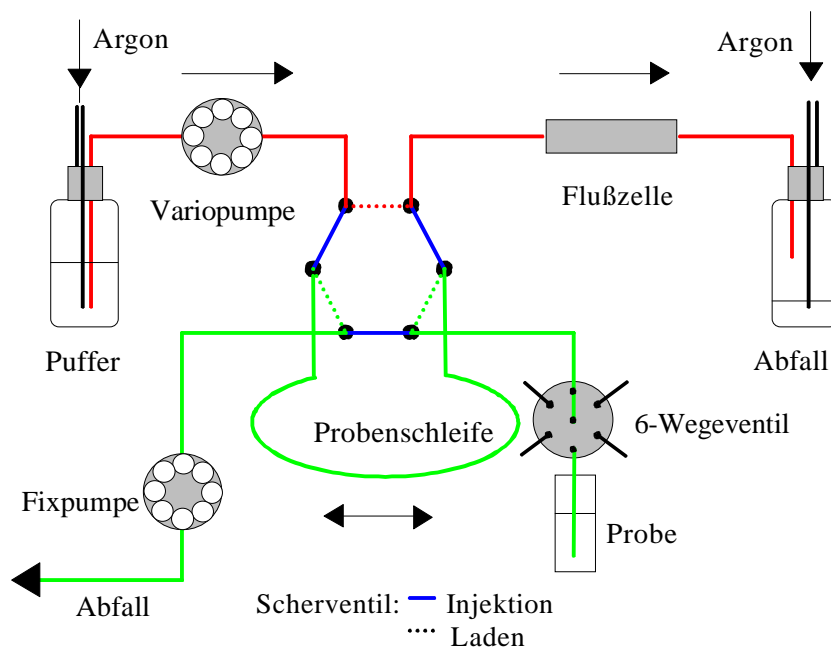 Argon
Argon
Variopumpe
Flußzelle
Puffer
Abfall
Probenschleife
6-Wegeventil
Fixpumpe
Probe
Abfall
Scherventil: Injektion
Laden